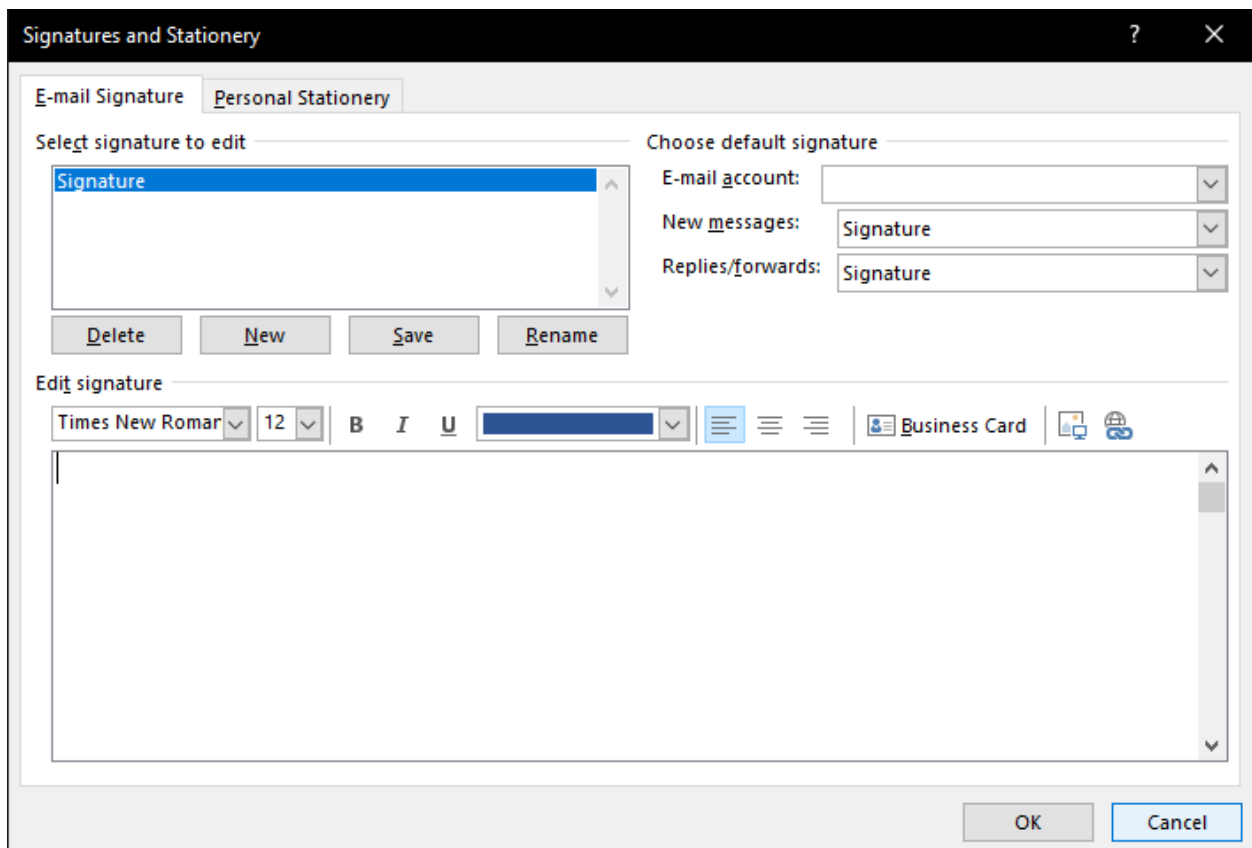 Signatures and Stationery ? ✕
E-mail Signature Personal Stationery
Select signature to edit
Signature
Delete New Save Rename
Choose default signature
E-mail account:
New messages: Signature
Replies/forwards: Signature
Edit signature
Times New Roman 12 B I U Business Card
OK Cancel